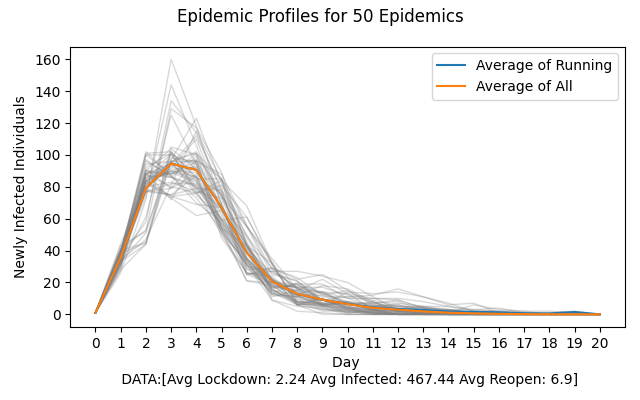 Epidemic Profiles for 50 Epidemics
Average of Running
Average of All
Newly Infected Individuals
160
140
120
100
80
60
40
20
0
0 1 2 3 4 5 6 7 8 9 10 11 12 13 14 15 16 17 18 19 20
Day
DATA:[Avg Lockdown: 2.24 Avg Infected: 467.44 Avg Reopen: 6.9]